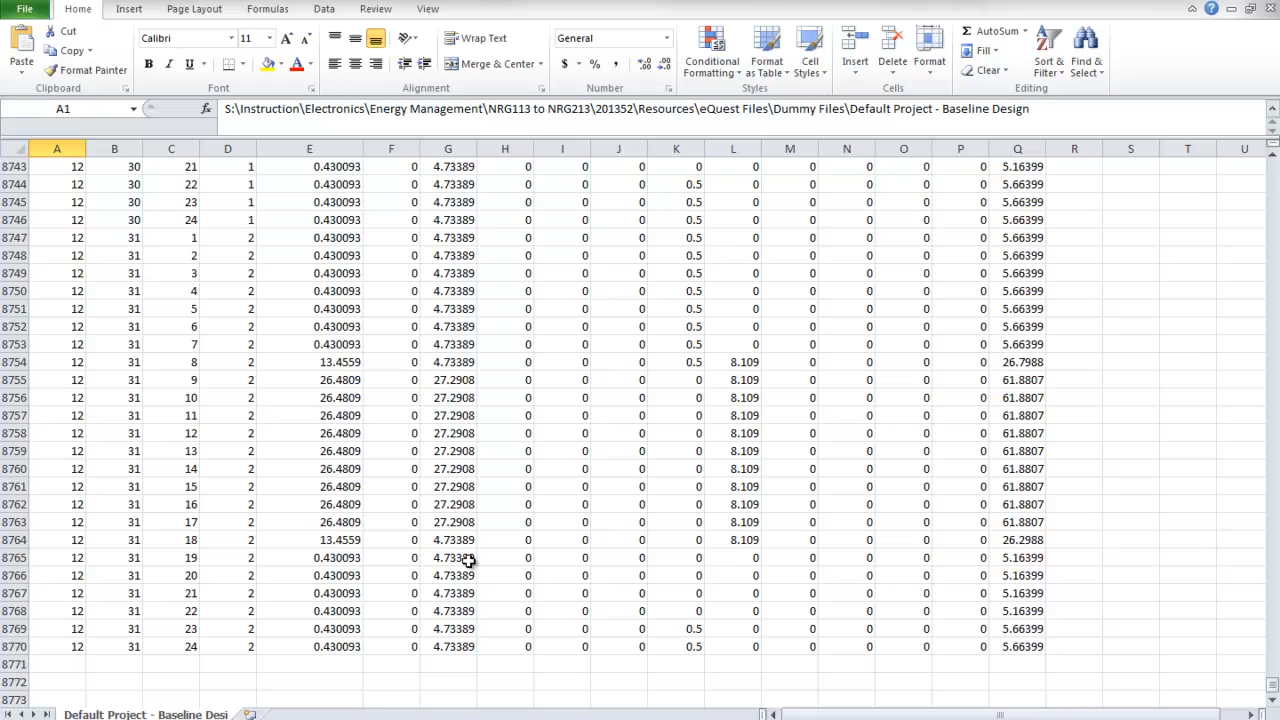 File Home Insert Page Layout Formulas Data Review View
Paste Cut Calibri 11 A A Wrap Text General Conditional Formatting Format as Table Cell Styles Insert Delete Format AutoSum Sort & Filter Find & Select
Copy Fill
Format Painter B I U A Merge & Center $ % , Clear
Clipboard Font Alignment Number Styles Cells Editing
A1 fx S:\Instruction\Electronics\Energy Management\NRG113 to NRG213\201352\Resources\eQuest Files\Dummy Files\Default Project - Baseline Design
A B C D E F G H I J K L M N O P Q R S T U
8743 12 30 21 1 0.430093 0 4.73389 0 0 0 0 0 0 0 0 0 5.16399
8744 12 30 22 1 0.430093 0 4.73389 0 0 0 0.5 0 0 0 0 0 5.66399
8745 12 30 23 1 0.430093 0 4.73389 0 0 0 0.5 0 0 0 0 0 5.66399
8746 12 30 24 1 0.430093 0 4.73389 0 0 0 0.5 0 0 0 0 0 5.66399
8747 12 31 1 2 0.430093 0 4.73389 0 0 0 0.5 0 0 0 0 0 5.66399
8748 12 31 2 2 0.430093 0 4.73389 0 0 0 0.5 0 0 0 0 0 5.66399
8749 12 31 3 2 0.430093 0 4.73389 0 0 0 0.5 0 0 0 0 0 5.66399
8750 12 31 4 2 0.430093 0 4.73389 0 0 0 0.5 0 0 0 0 0 5.66399
8751 12 31 5 2 0.430093 0 4.73389 0 0 0 0.5 0 0 0 0 0 5.66399
8752 12 31 6 2 0.430093 0 4.73389 0 0 0 0.5 0 0 0 0 0 5.66399
8753 12 31 7 2 0.430093 0 4.73389 0 0 0 0.5 0 0 0 0 0 5.66399
8754 12 31 8 2 13.4559 0 4.73389 0 0 0 0.5 8.109 0 0 0 0 26.7988
8755 12 31 9 2 26.4809 0 27.2908 0 0 0 0 8.109 0 0 0 0 61.8807
8756 12 31 10 2 26.4809 0 27.2908 0 0 0 0 8.109 0 0 0 0 61.8807
8757 12 31 11 2 26.4809 0 27.2908 0 0 0 0 8.109 0 0 0 0 61.8807
8758 12 31 12 2 26.4809 0 27.2908 0 0 0 0 8.109 0 0 0 0 61.8807
8759 12 31 13 2 26.4809 0 27.2908 0 0 0 0 8.109 0 0 0 0 61.8807
8760 12 31 14 2 26.4809 0 27.2908 0 0 0 0 8.109 0 0 0 0 61.8807
8761 12 31 15 2 26.4809 0 27.2908 0 0 0 0 8.109 0 0 0 0 61.8807
8762 12 31 16 2 26.4809 0 27.2908 0 0 0 0 8.109 0 0 0 0 61.8807
8763 12 31 17 2 26.4809 0 27.2908 0 0 0 0 8.109 0 0 0 0 61.8807
8764 12 31 18 2 13.4559 0 4.73389 0 0 0 0 8.109 0 0 0 0 26.2988
8765 12 31 19 2 0.430093 0 0 0 0 0 0 0 0 0 0 5.16399
8766 12 31 20 2 0.430093 0 4.73389 0 0 0 0 0 0 0 0 0 5.16399
8767 12 31 21 2 0.430093 0 4.73389 0 0 0 0 0 0 0 0 0 5.16399
8768 12 31 22 2 0.430093 0 4.73389 0 0 0 0 0 0 0 0 0 5.16399
8769 12 31 23 2 0.430093 0 4.73389 0 0 0 0.5 0 0 0 0 0 5.66399
8770 12 31 24 2 0.430093 0 4.73389 0 0 0 0.5 0 0 0 0 0 5.66399
8771
8772
8773
Default Project - Baseline Desi